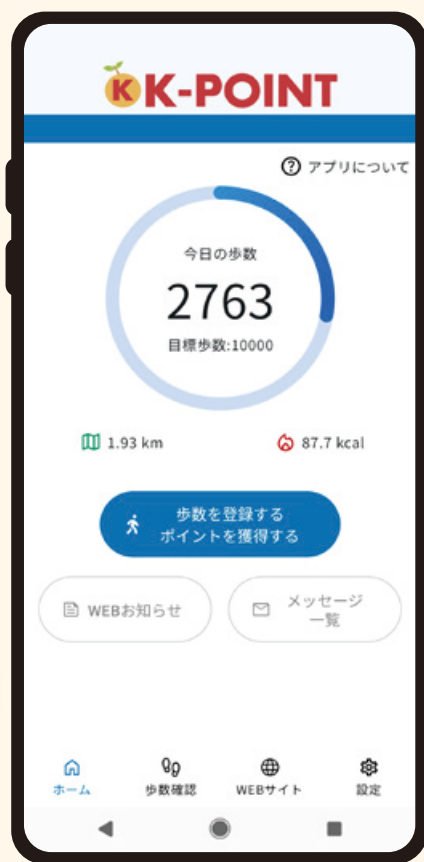 K K-POINT
? アプリについて
今日の歩数
2763
目標歩数:10000
1.93 km
87.7 kcal
歩数を登録する
ポイントを獲得する
WEBお知らせ
メッセージ
一覧
ホーム 歩数確認 WEBサイト 設定